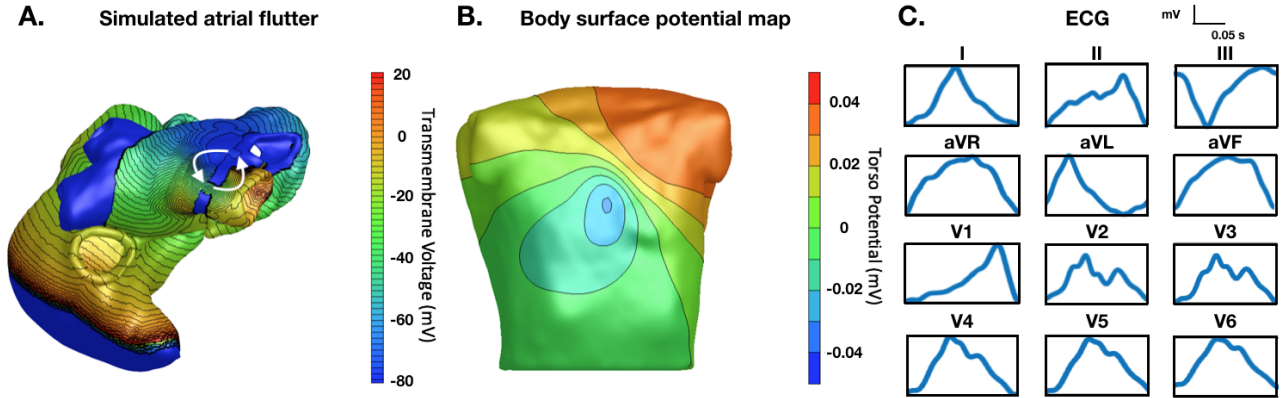 A. Simulated atrial flutter
20
0
-20
-40
-60
-80
Transmembrane Voltage (mV)
B. Body surface potential map
0.04
0.02
0
-0.02
-0.04
Torso Potential (mV)
C. ECG
mV
0.05 s
I II III
aVR aVL aVF
V1 V2 V3
V4 V5 V6